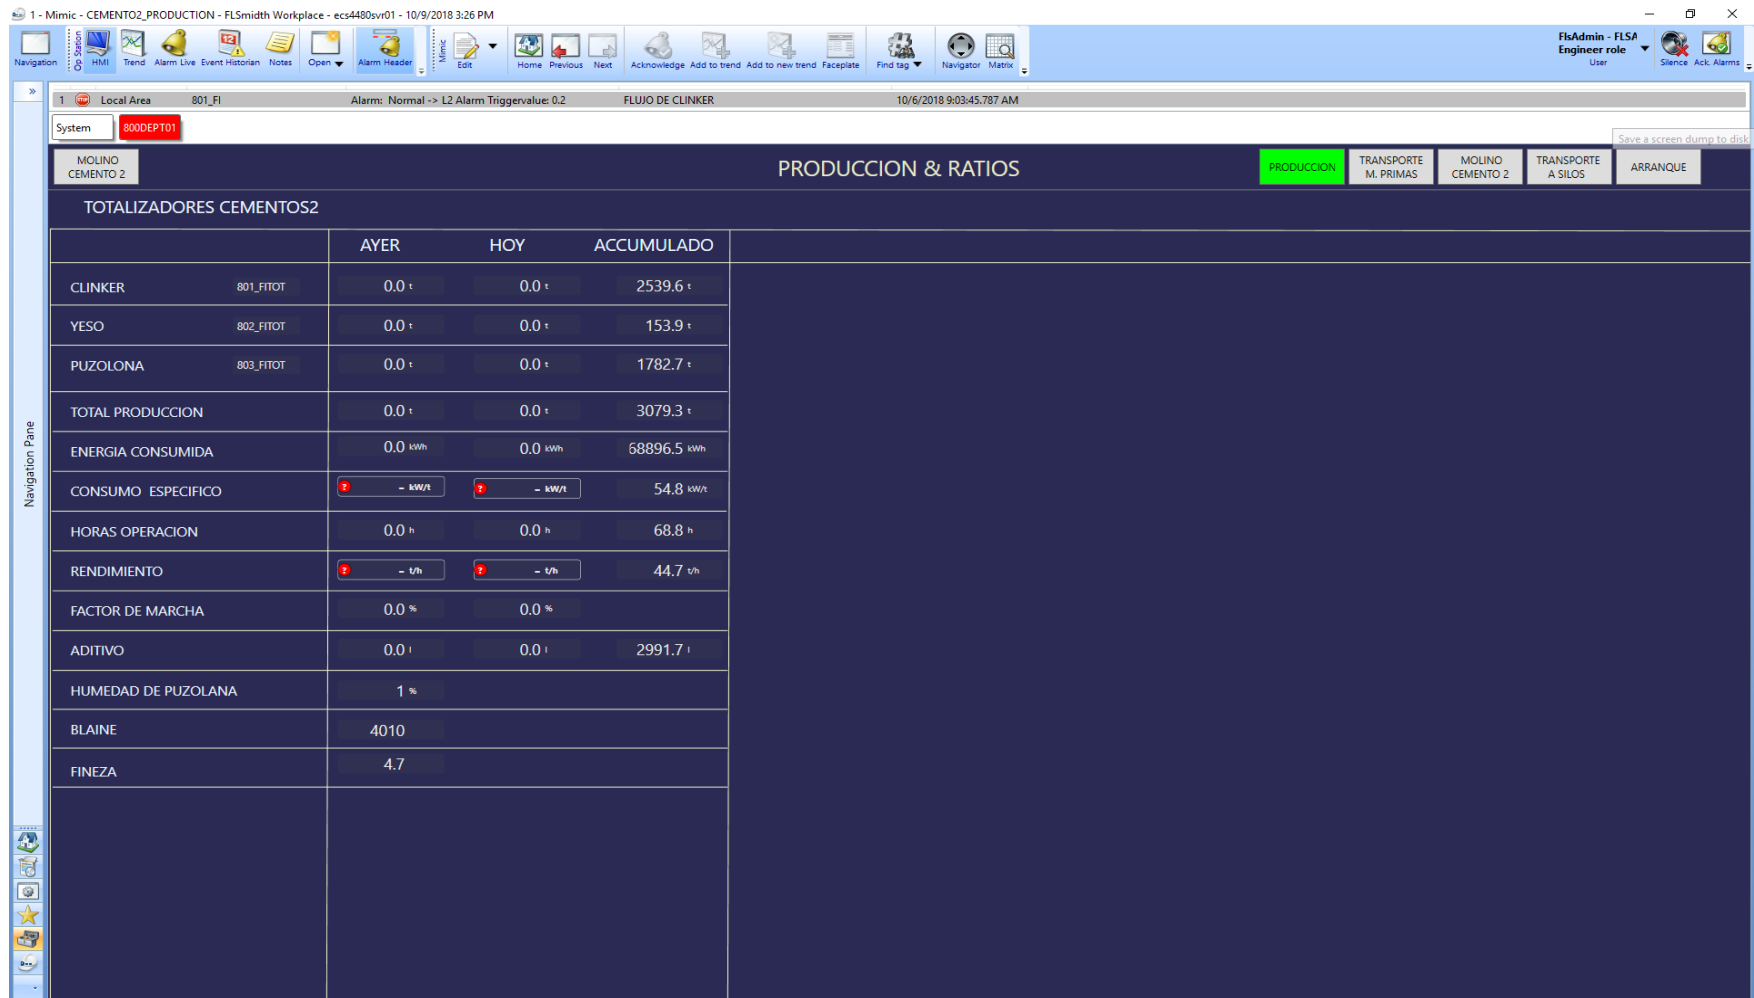 1 - Mimic - CEMENTO2_PRODUCTION - FLSmidth Workplace - ecs4480svr01 - 10/9/2018 3:26 PM
Navigation
Op Station
HMI Trend Alarm Live Event Historian Notes Open Alarm Header
Mimic
Edit Home Previous Next Acknowledge Add to trend Add to new trend Faceplate Find tag Navigator Matrix
FlsAdmin - FLSA
Engineer role
User
Silence Ack. Alarms
1 Local Area 801_FI Alarm: Normal -> L2 Alarm Triggervalue: 0.2 FLUJO DE CLINKER 10/6/2018 9:03:45.787 AM
System 800DEPT01
Save a screen dump to disk
MOLINO
CEMENTO 2
PRODUCCION & RATIOS
PRODUCCION
TRANSPORTE
M. PRIMAS
MOLINO
CEMENTO 2
TRANSPORTE
A SILOS
ARRANQUE
TOTALIZADORES CEMENTOS2
AYER HOY ACCUMULADO
CLINKER 801_FITOT 0.0 t 0.0 t 2539.6 t
YESO 802_FITOT 0.0 t 0.0 t 153.9 t
PUZOLONA 803_FITOT 0.0 t 0.0 t 1782.7 t
TOTAL PRODUCCION 0.0 t 0.0 t 3079.3 t
ENERGIA CONSUMIDA 0.0 kWh 0.0 kWh 68896.5 kWh
CONSUMO ESPECIFICO ? - kW/t ? - kW/t 54.8 kW/t
HORAS OPERACION 0.0 h 0.0 h 68.8 h
RENDIMIENTO ? - t/h ? - t/h 44.7 t/h
FACTOR DE MARCHA 0.0 % 0.0 %
ADITIVO 0.0 l 0.0 l 2991.7 l
HUMEDAD DE PUZOLANA 1 %
BLAINE 4010
FINEZA 4.7
Navigation Pane